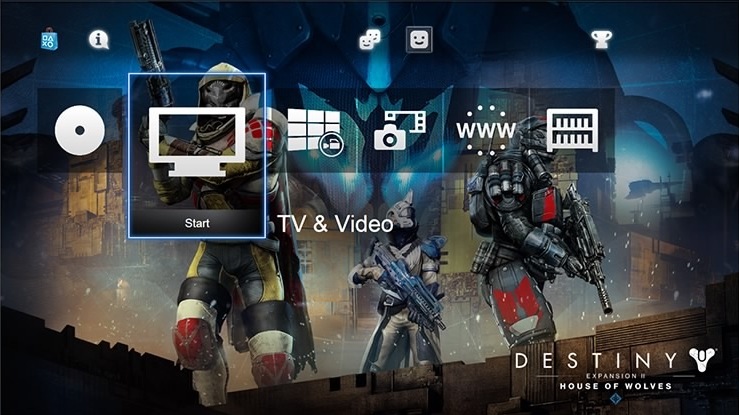 www
Start
TV & Video
DESTINY
EXPANSION II
HOUSE OF WOLVES